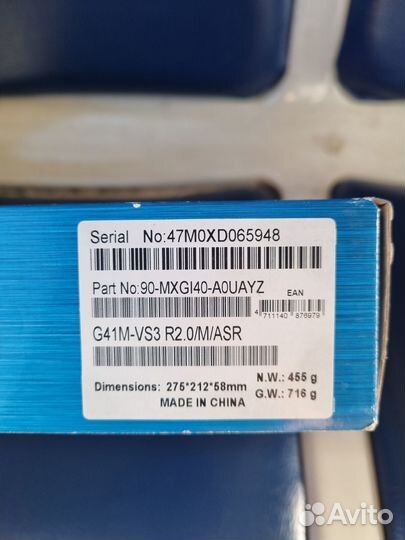 Serial No:47M0XD065948
Part No:90-MXGI40-A0UAYZ
EAN
4 711140 876979
G41M-VS3 R2.0/M/ASR
N.W.: 455 g
Dimensions: 275*212*58mm
G.W.: 716 g
MADE IN CHINA
Avito